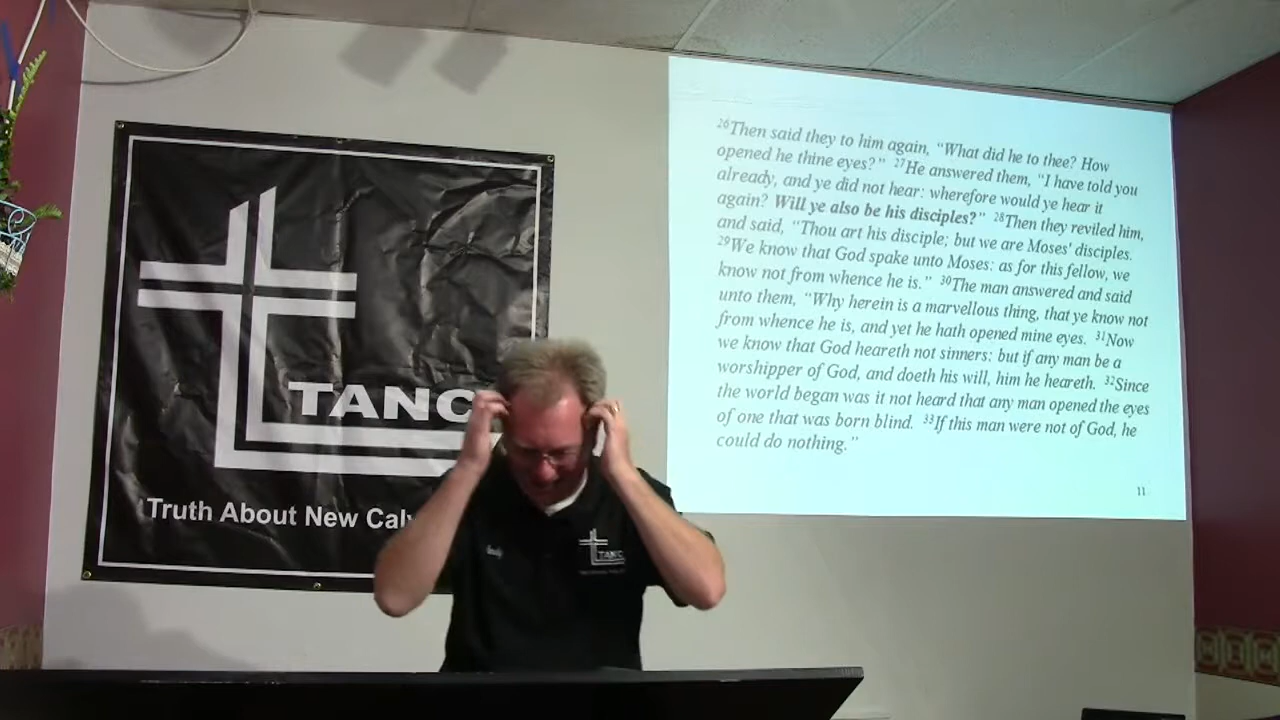 TANC
Truth About New Cal
26Then said they to him again, “What did he to thee? How
opened he thine eyes?” 27He answered them, “I have told you
already, and ye did not hear: wherefore would ye hear it
again? Will ye also be his disciples?” 28Then they reviled him,
and said, “Thou art his disciple; but we are Moses' disciples.
29We know that God spake unto Moses: as for this fellow, we
know not from whence he is.” 30The man answered and said
unto them, “Why herein is a marvellous thing, that ye know not
from whence he is, and yet he hath opened mine eyes. 31Now
we know that God heareth not sinners: but if any man be a
worshipper of God, and doeth his will, him he heareth. 32Since
the world began was it not heard that any man opened the eyes
of one that was born blind. 33If this man were not of God, he
could do nothing.”
11
TANC